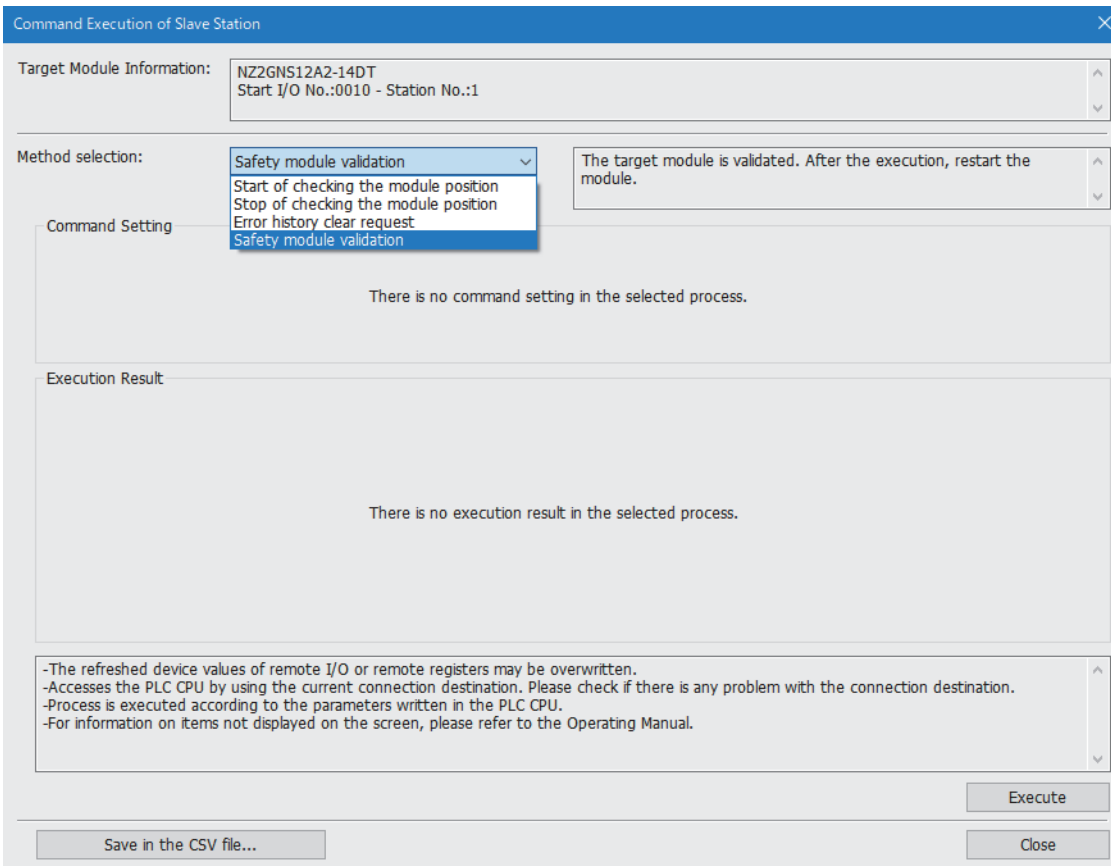 Command Execution of Slave Station
Target Module Information:
NZ2GNS12A2-14DT
Start I/O No.:0010 - Station No.:1
Method selection:
Safety module validation
The target module is validated. After the execution, restart the
module.
Start of checking the module position
Stop of checking the module position
Error history clear request
Safety module validation
Command Setting
There is no command setting in the selected process.
Execution Result
There is no execution result in the selected process.
-The refreshed device values of remote I/O or remote registers may be overwritten.
-Accesses the PLC CPU by using the current connection destination. Please check if there is any problem with the connection destination.
-Process is executed according to the parameters written in the PLC CPU.
-For information on items not displayed on the screen, please refer to the Operating Manual.
Execute
Save in the CSV file...
Close